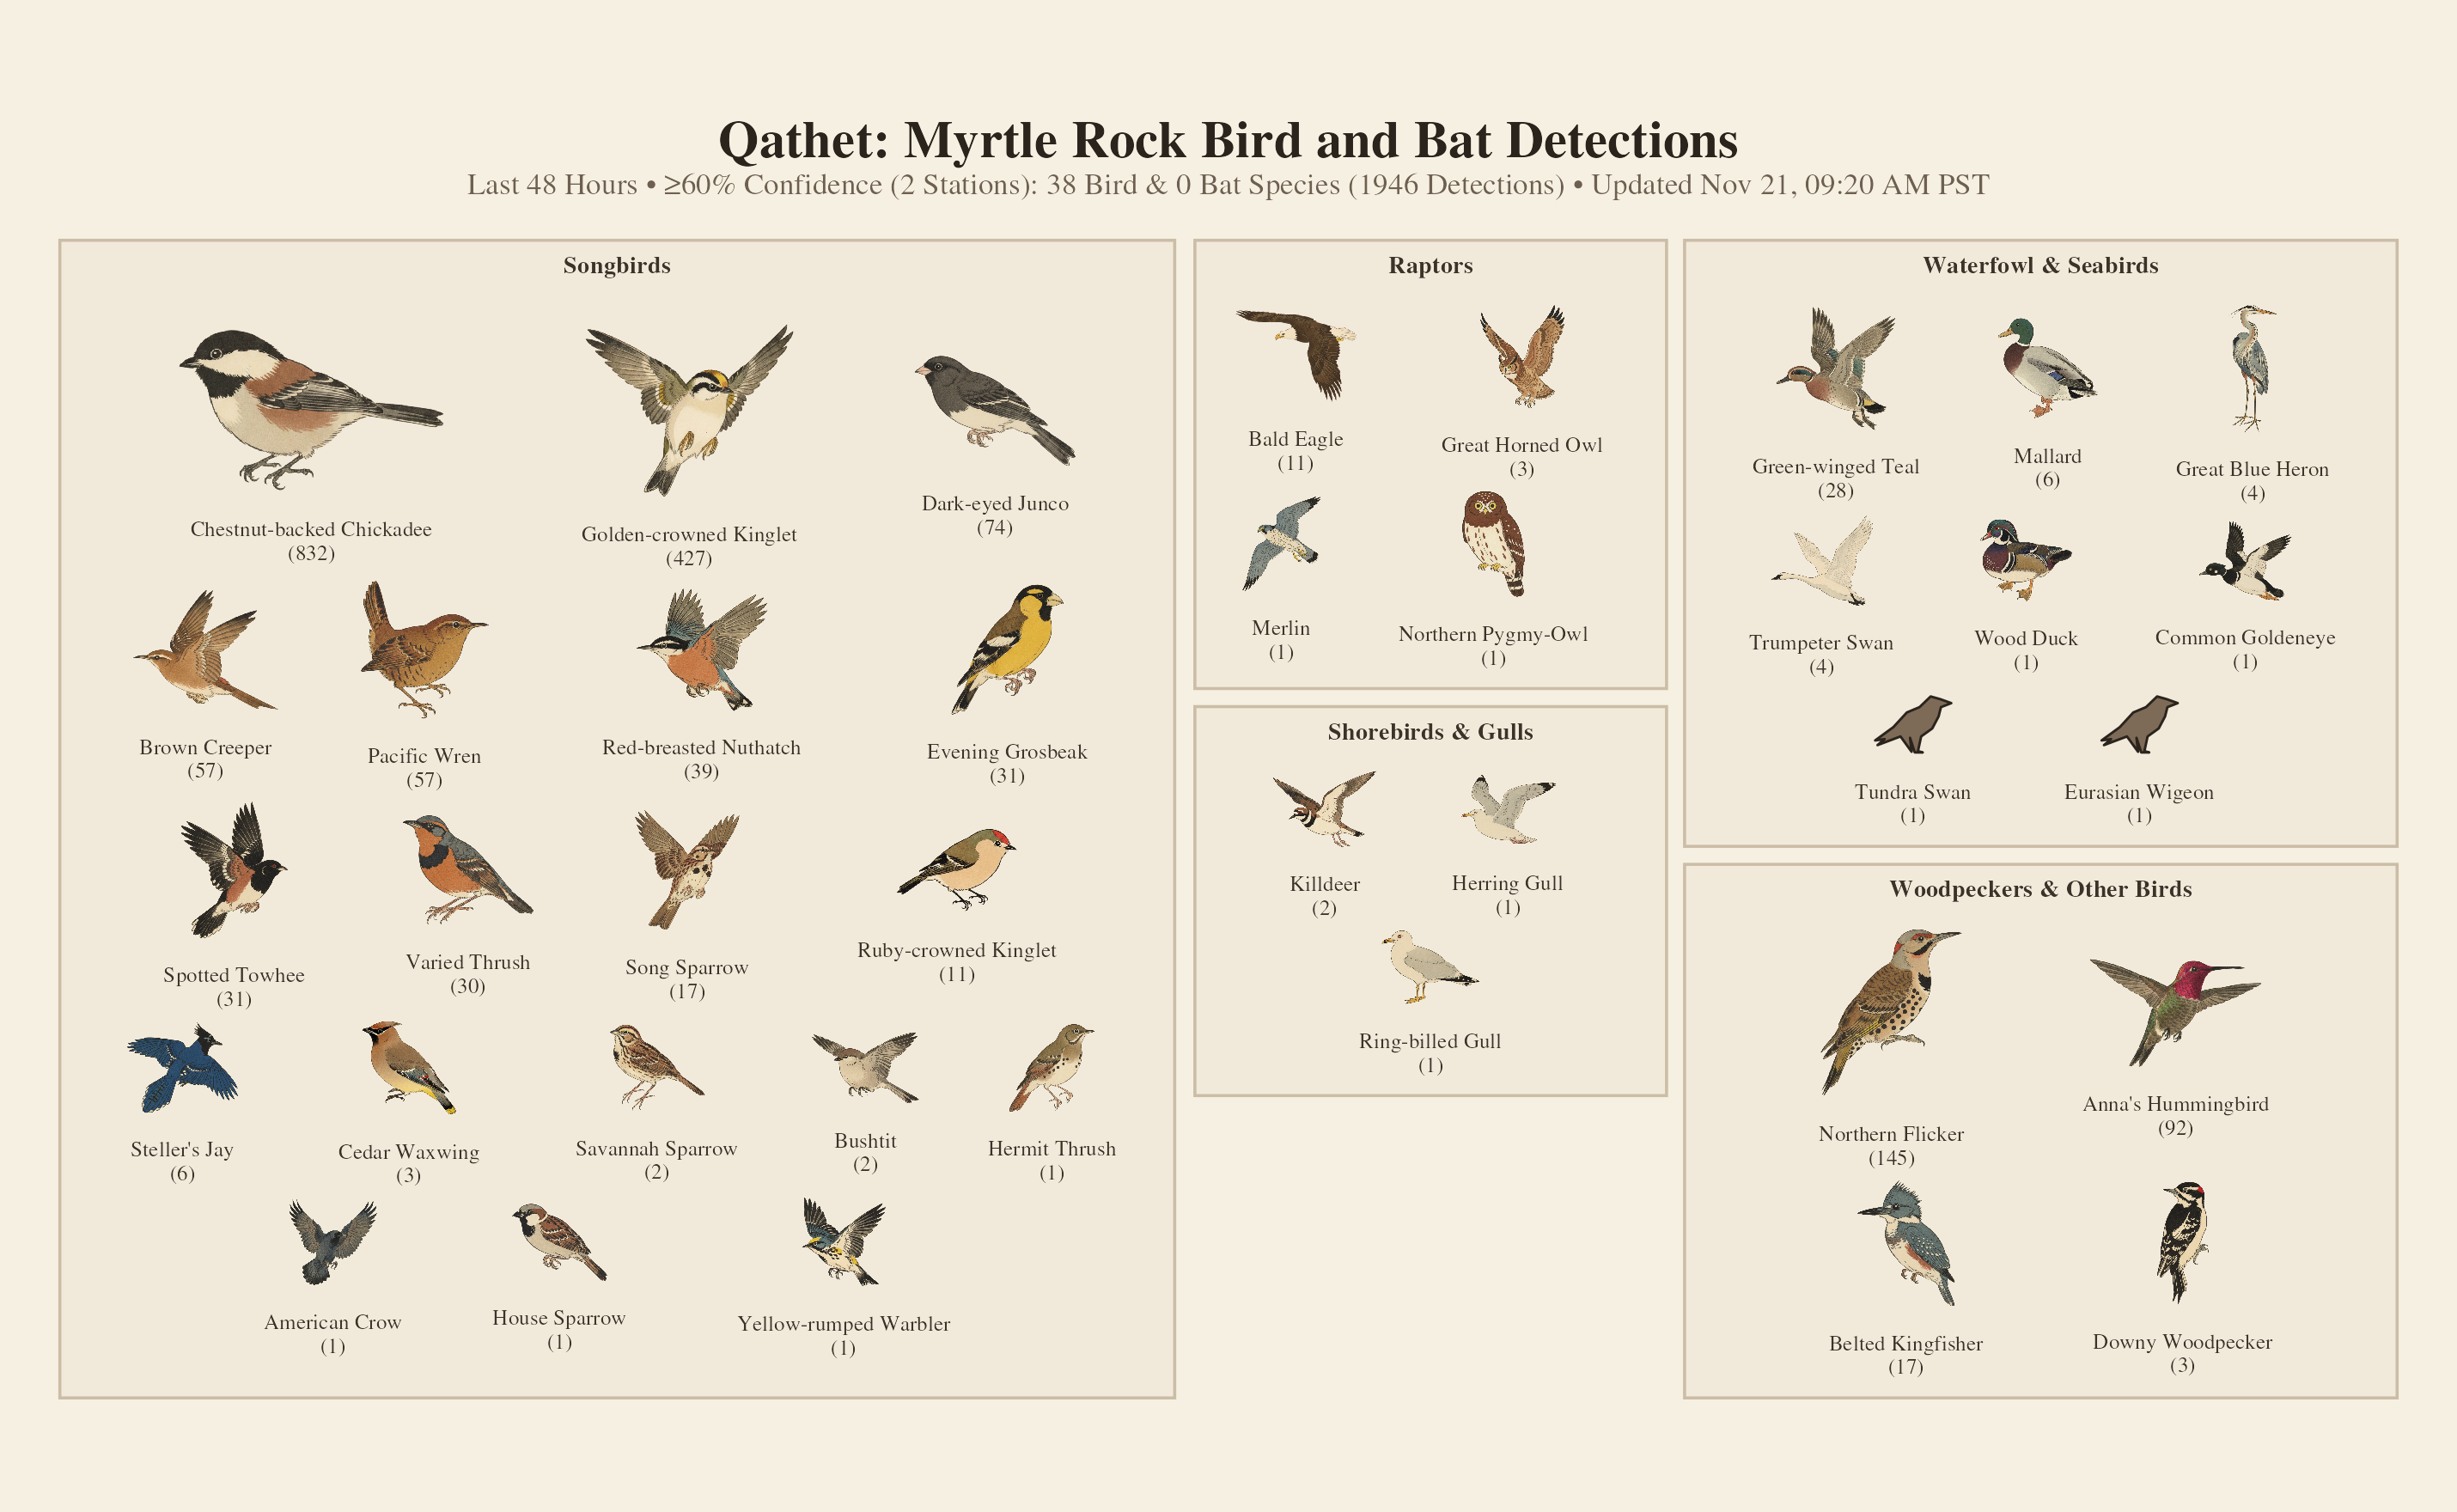 Qathet: Myrtle Rock Bird and Bat Detections
Last 48 Hours • ≥60% Confidence (2 Stations): 38 Bird & 0 Bat Species (1946 Detections) • Updated Nov 21, 09:20 AM PST
Songbirds
Chestnut-backed Chickadee
(832)
Golden-crowned Kinglet
(427)
Dark-eyed Junco
(74)
Brown Creeper
(57)
Pacific Wren
(57)
Red-breasted Nuthatch
(39)
Evening Grosbeak
(31)
Spotted Towhee
(31)
Varied Thrush
(30)
Song Sparrow
(17)
Ruby-crowned Kinglet
(11)
Steller's Jay
(6)
Cedar Waxwing
(3)
Savannah Sparrow
(2)
Bushtit
(2)
Hermit Thrush
(1)
American Crow
(1)
House Sparrow
(1)
Yellow-rumped Warbler
(1)
Raptors
Bald Eagle
(11)
Great Horned Owl
(3)
Merlin
(1)
Northern Pygmy-Owl
(1)
Shorebirds & Gulls
Killdeer
(2)
Herring Gull
(1)
Ring-billed Gull
(1)
Waterfowl & Seabirds
Green-winged Teal
(28)
Mallard
(6)
Great Blue Heron
(4)
Trumpeter Swan
(4)
Wood Duck
(1)
Common Goldeneye
(1)
Tundra Swan
(1)
Eurasian Wigeon
(1)
Woodpeckers & Other Birds
Northern Flicker
(145)
Anna's Hummingbird
(92)
Belted Kingfisher
(17)
Downy Woodpecker
(3)